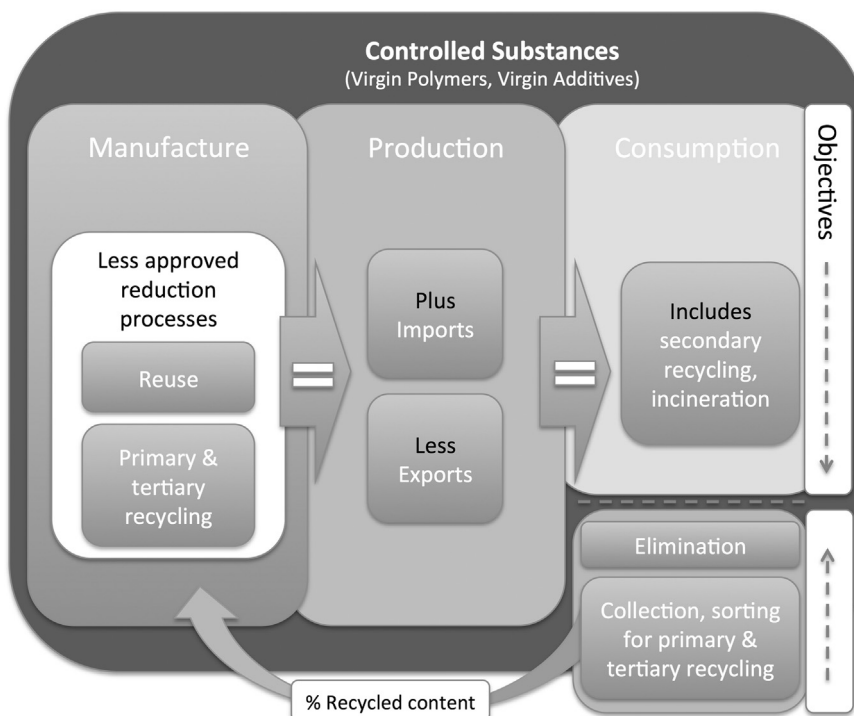 Controlled Substances
(Virgin Polymers, Virgin Additives)
Manufacture
Less approved
reduction
processes
Reuse
Primary &
tertiary
recycling
=
Production
Plus
Imports
Less
Exports
=
Consumption
Includes
secondary
recycling,
incineration
Objectives
Elimination
Collection, sorting
for primary &
tertiary recycling
% Recycled content